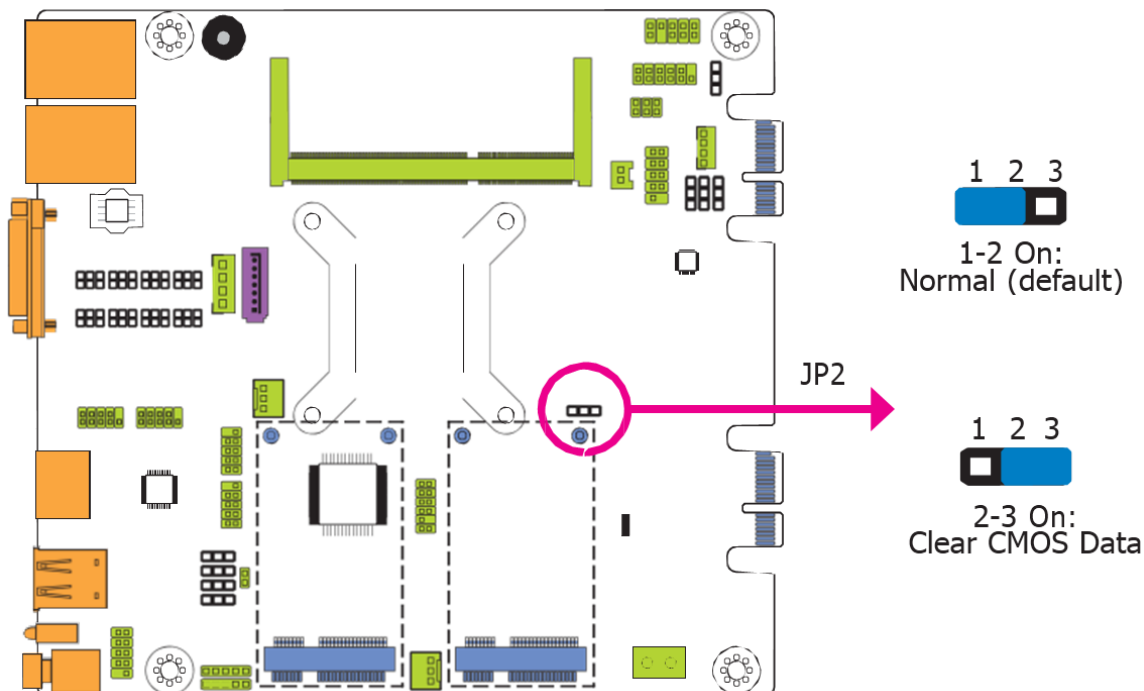 1 2 3
1-2 On:
Normal (default)
JP2
1 2 3
2-3 On:
Clear CMOS Data